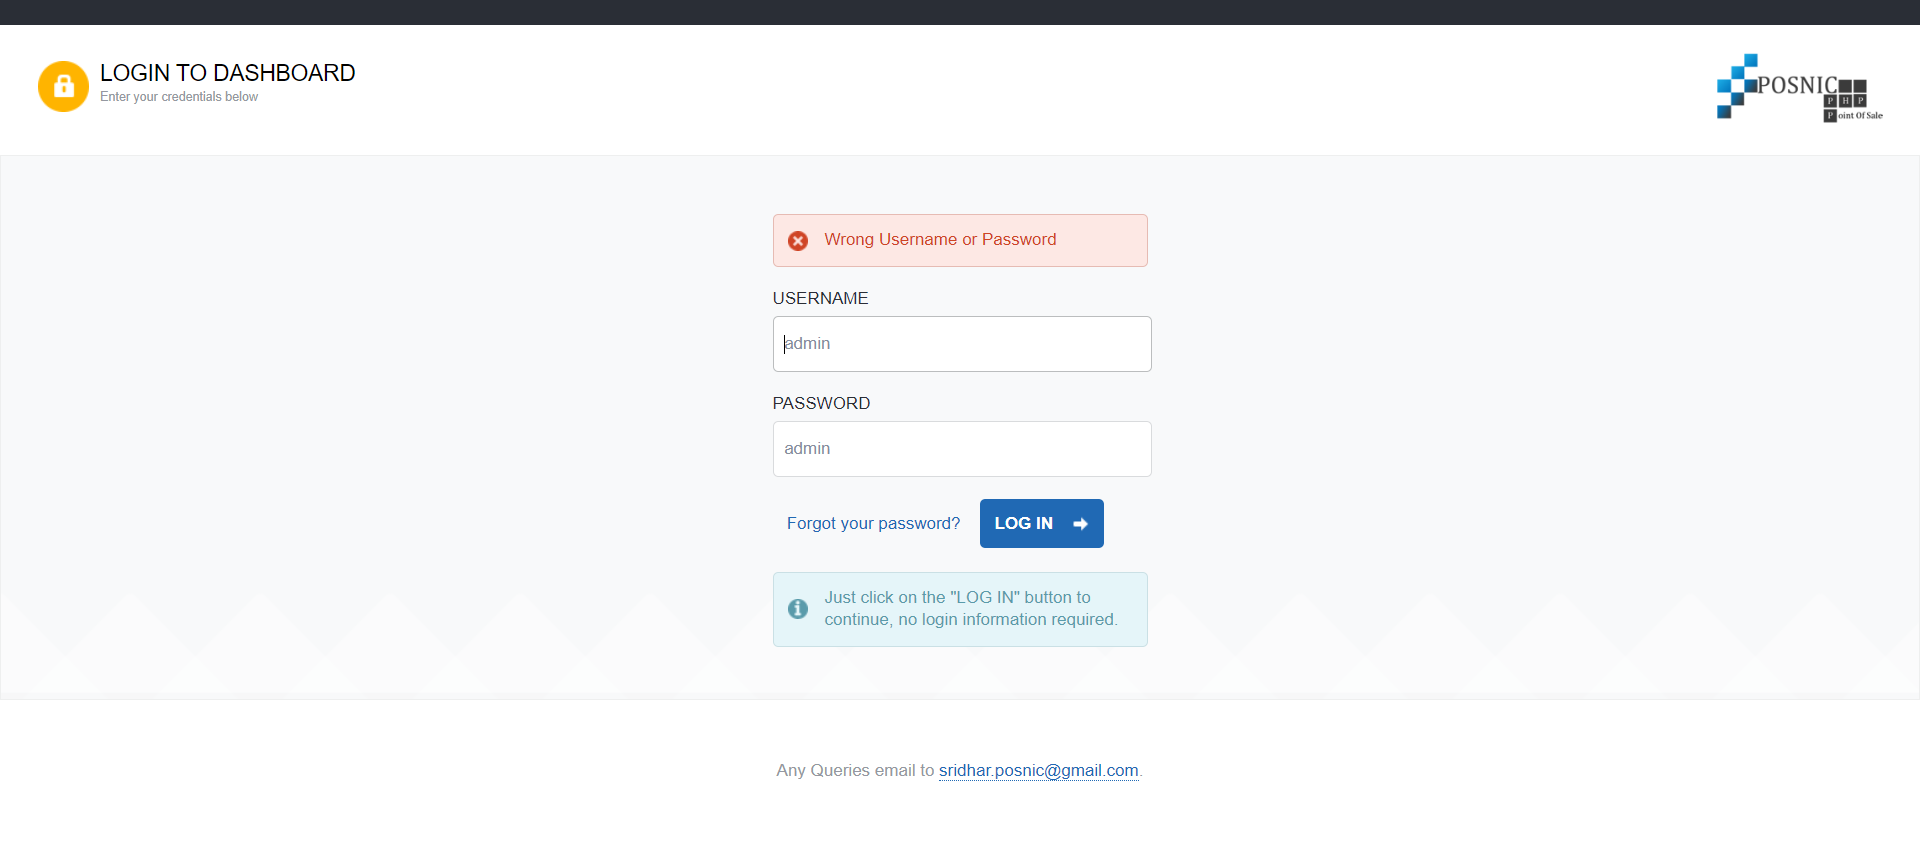 LOGIN TO DASHBOARD
Enter your credentials below
POSNIC
PHP
Point Of Sale
Wrong Username or Password
USERNAME
admin
PASSWORD
admin
Forgot your password?
LOG IN
Just click on the "LOG IN" button to
continue, no login information required.
Any Queries email to sridhar.posnic@gmail.com.